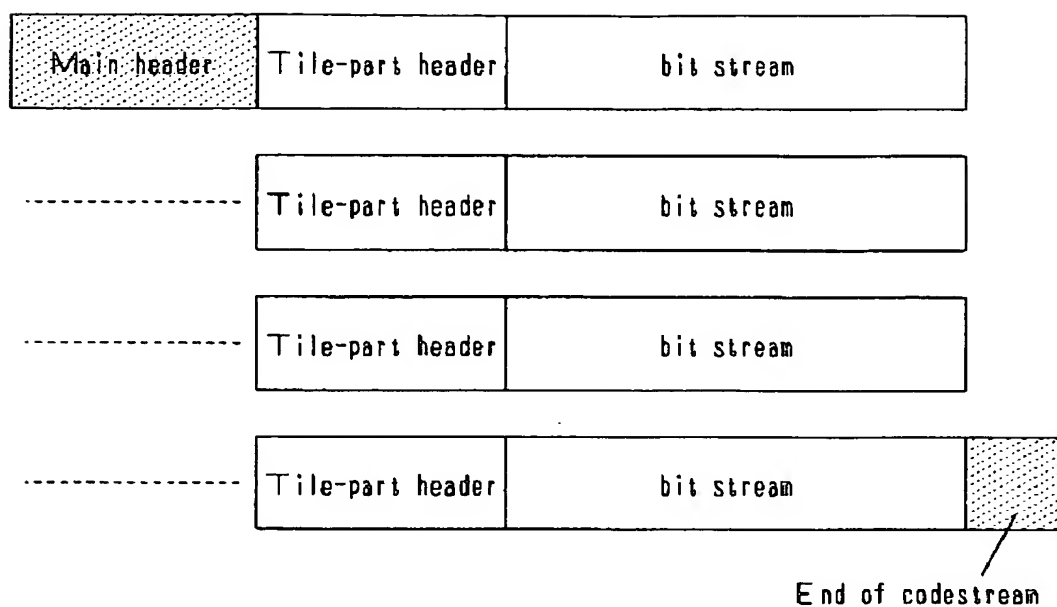 Main header Tile-part header bit stream
Tile-part header bit stream
Tile-part header bit stream
Tile-part header bit stream
End of codestream